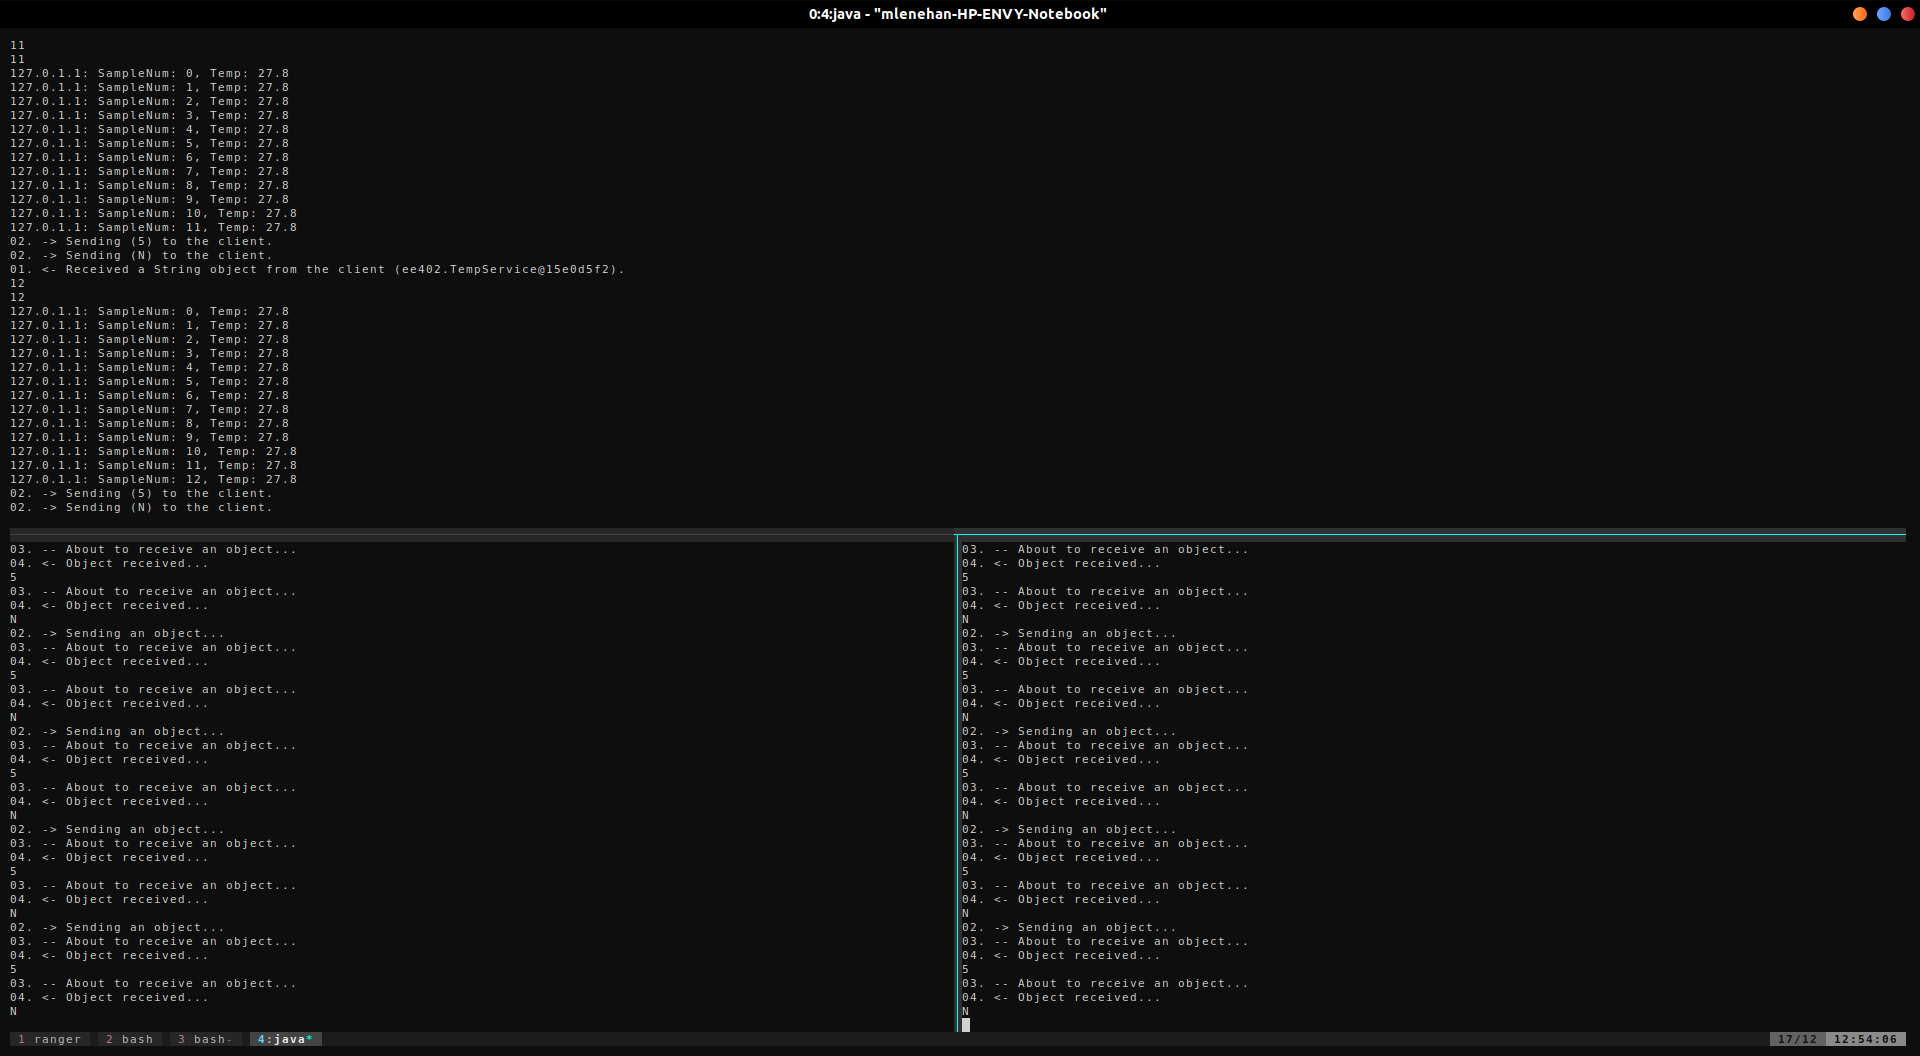 0:4:java - "mlenehan-HP-ENVY-Notebook"
11
11
127.0.1.1: SampleNum: 0, Temp: 27.8
127.0.1.1: SampleNum: 1, Temp: 27.8
127.0.1.1: SampleNum: 2, Temp: 27.8
127.0.1.1: SampleNum: 3, Temp: 27.8
127.0.1.1: SampleNum: 4, Temp: 27.8
127.0.1.1: SampleNum: 5, Temp: 27.8
127.0.1.1: SampleNum: 6, Temp: 27.8
127.0.1.1: SampleNum: 7, Temp: 27.8
127.0.1.1: SampleNum: 8, Temp: 27.8
127.0.1.1: SampleNum: 9, Temp: 27.8
127.0.1.1: SampleNum: 10, Temp: 27.8
127.0.1.1: SampleNum: 11, Temp: 27.8
02. -> Sending (5) to the client.
02. -> Sending (N) to the client.
01. <- Received a String object from the client (ee402.TempService@15e0d5f2).
12
12
127.0.1.1: SampleNum: 0, Temp: 27.8
127.0.1.1: SampleNum: 1, Temp: 27.8
127.0.1.1: SampleNum: 2, Temp: 27.8
127.0.1.1: SampleNum: 3, Temp: 27.8
127.0.1.1: SampleNum: 4, Temp: 27.8
127.0.1.1: SampleNum: 5, Temp: 27.8
127.0.1.1: SampleNum: 6, Temp: 27.8
127.0.1.1: SampleNum: 7, Temp: 27.8
127.0.1.1: SampleNum: 8, Temp: 27.8
127.0.1.1: SampleNum: 9, Temp: 27.8
127.0.1.1: SampleNum: 10, Temp: 27.8
127.0.1.1: SampleNum: 11, Temp: 27.8
127.0.1.1: SampleNum: 12, Temp: 27.8
02. -> Sending (5) to the client.
02. -> Sending (N) to the client.
03. -- About to receive an object...
04. <- Object received...
5
03. -- About to receive an object...
04. <- Object received...
N
02. -> Sending an object...
03. -- About to receive an object...
04. <- Object received...
5
03. -- About to receive an object...
04. <- Object received...
N
02. -> Sending an object...
03. -- About to receive an object...
04. <- Object received...
5
03. -- About to receive an object...
04. <- Object received...
N
02. -> Sending an object...
03. -- About to receive an object...
04. <- Object received...
5
03. -- About to receive an object...
04. <- Object received...
N
02. -> Sending an object...
03. -- About to receive an object...
04. <- Object received...
5
03. -- About to receive an object...
04. <- Object received...
N
03. -- About to receive an object...
04. <- Object received...
5
03. -- About to receive an object...
04. <- Object received...
N
02. -> Sending an object...
03. -- About to receive an object...
04. <- Object received...
5
03. -- About to receive an object...
04. <- Object received...
N
02. -> Sending an object...
03. -- About to receive an object...
04. <- Object received...
5
03. -- About to receive an object...
04. <- Object received...
N
02. -> Sending an object...
03. -- About to receive an object...
04. <- Object received...
5
03. -- About to receive an object...
04. <- Object received...
N
02. -> Sending an object...
03. -- About to receive an object...
04. <- Object received...
5
03. -- About to receive an object...
04. <- Object received...
N
1:ranger 2:bash 3:bash- 4:java* 17/12 12:54:06